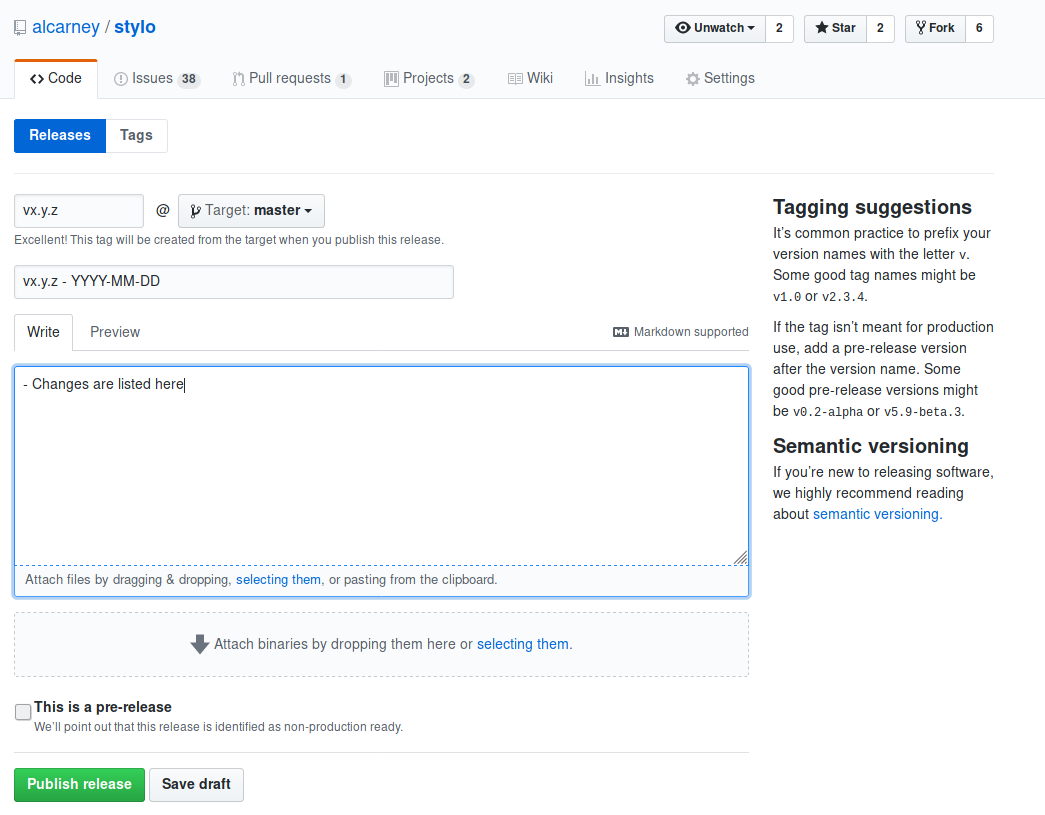 alcarney / stylo
Unwatch 2 Star 2 Fork 6
Code Issues 38 Pull requests 1 Projects 2 Wiki Insights Settings
Releases Tags
vx.y.z @ Target: master
Excellent! This tag will be created from the target when you publish this release.
vx.y.z - YYYY-MM-DD
Write Preview Markdown supported
- Changes are listed here
Attach files by dragging & dropping, selecting them, or pasting from the clipboard.
Attach binaries by dropping them here or selecting them.
This is a pre-release
We'll point out that this release is identified as non-production ready.
Publish release Save draft
Tagging suggestions
It's common practice to prefix your
version names with the letter v.
Some good tag names might be
v1.0 or v2.3.4.
If the tag isn't meant for production
use, add a pre-release version
after the version name. Some
good pre-release versions might
be v0.2-alpha or v5.9-beta.3.
Semantic versioning
If you're new to releasing software,
we highly recommend reading
about semantic versioning.